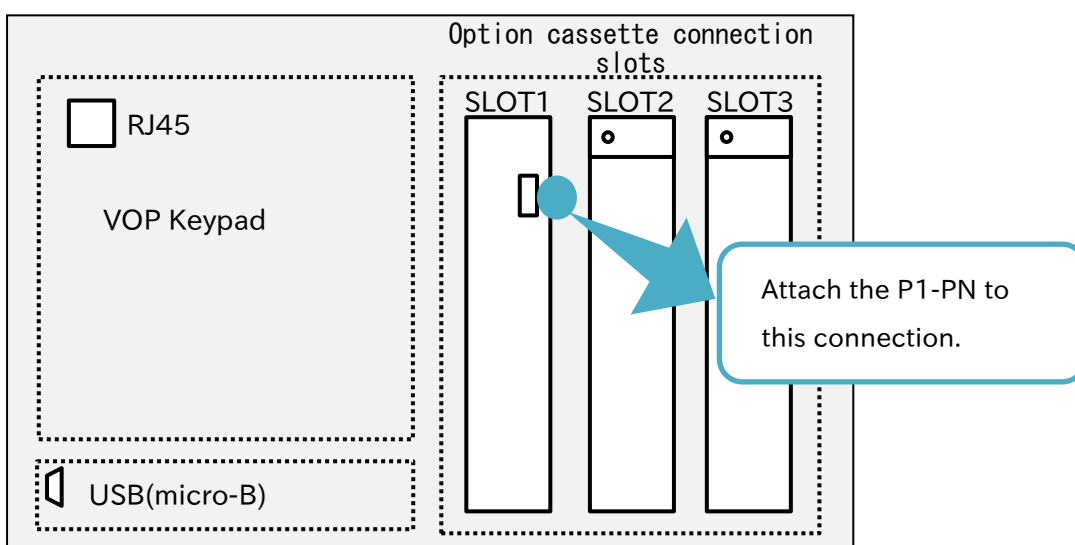 Option cassette connection
slots
SLOT1 SLOT2 SLOT3
RJ45
VOP Keypad
Attach the P1-PN to
this connection.
USB(micro-B)